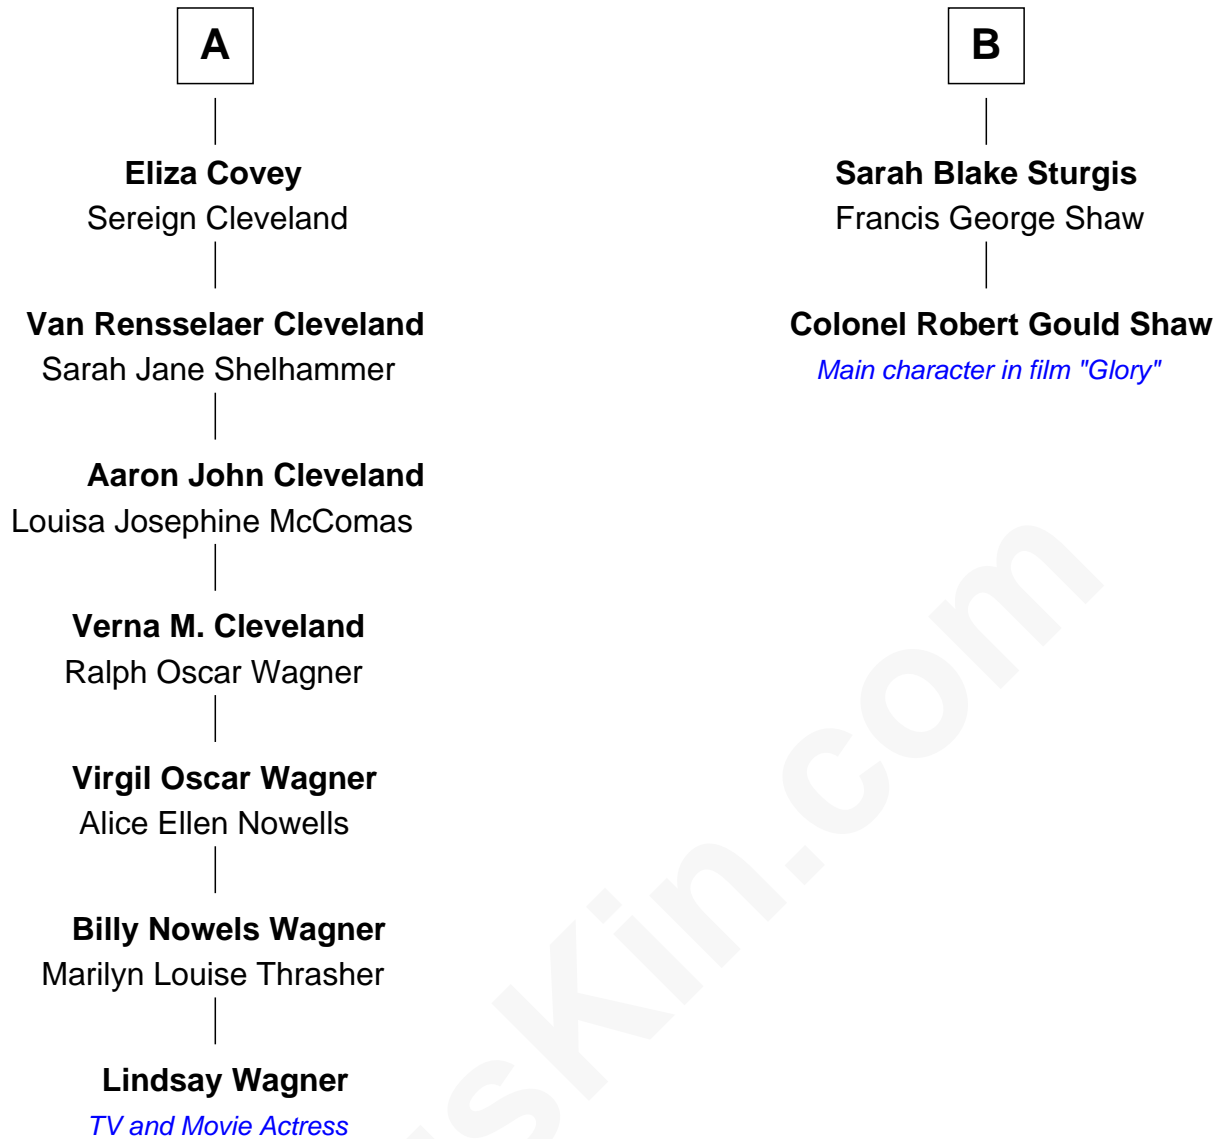 A
Eliza Covey
Sereign Cleveland
Van Rensselaer Cleveland
Sarah Jane Shelhammer
Aaron John Cleveland
Louisa Josephine McComas
Verna M. Cleveland
Ralph Oscar Wagner
Virgil Oscar Wagner
Alice Ellen Nowells
Billy Nowels Wagner
Marilyn Louise Thrasher
Lindsay Wagner
TV and Movie Actress
B
Sarah Blake Sturgis
Francis George Shaw
Colonel Robert Gould Shaw
Main character in film "Glory"
sKin.com